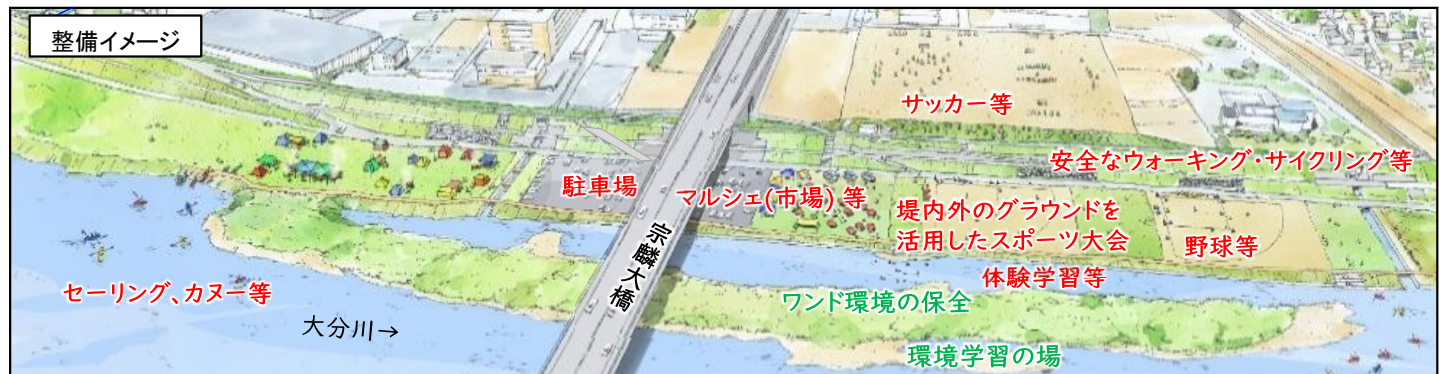 整備イメージ
サッカー等
安全なウォーキング・サイクリング等
駐車場
マルシェ(市場) 等
堤内外のグラウンドを
活用したスポーツ大会
野球等
宗麟大橋
体験学習等
セーリング、カヌー等
ワンド環境の保全
大分川→
環境学習の場